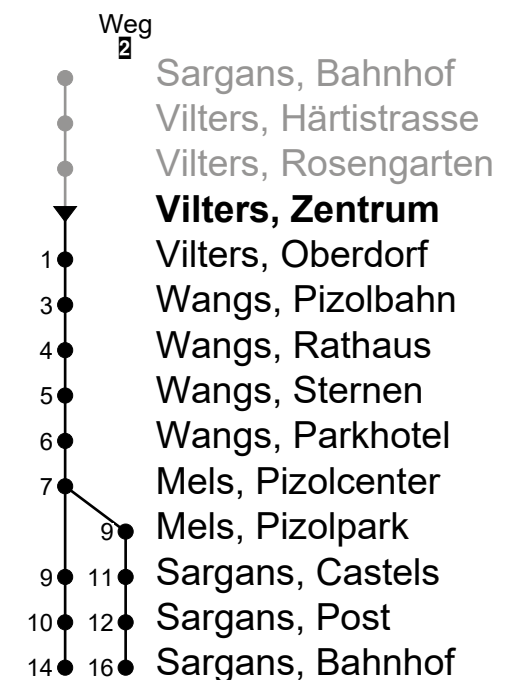 Weg
2
Sargans, Bahnhof
Vilters, Härtistrasse
Vilters, Rosengarten
Vilters, Zentrum
1 Vilters, Oberdorf
3 Wangs, Pizolbahn
4 Wangs, Rathaus
5 Wangs, Sternen
6 Wangs, Parkhotel
7 Mels, Pizolcenter
9 Mels, Pizolpark
9 11 Sargans, Castels
10 12 Sargans, Post
14 16 Sargans, Bahnhof